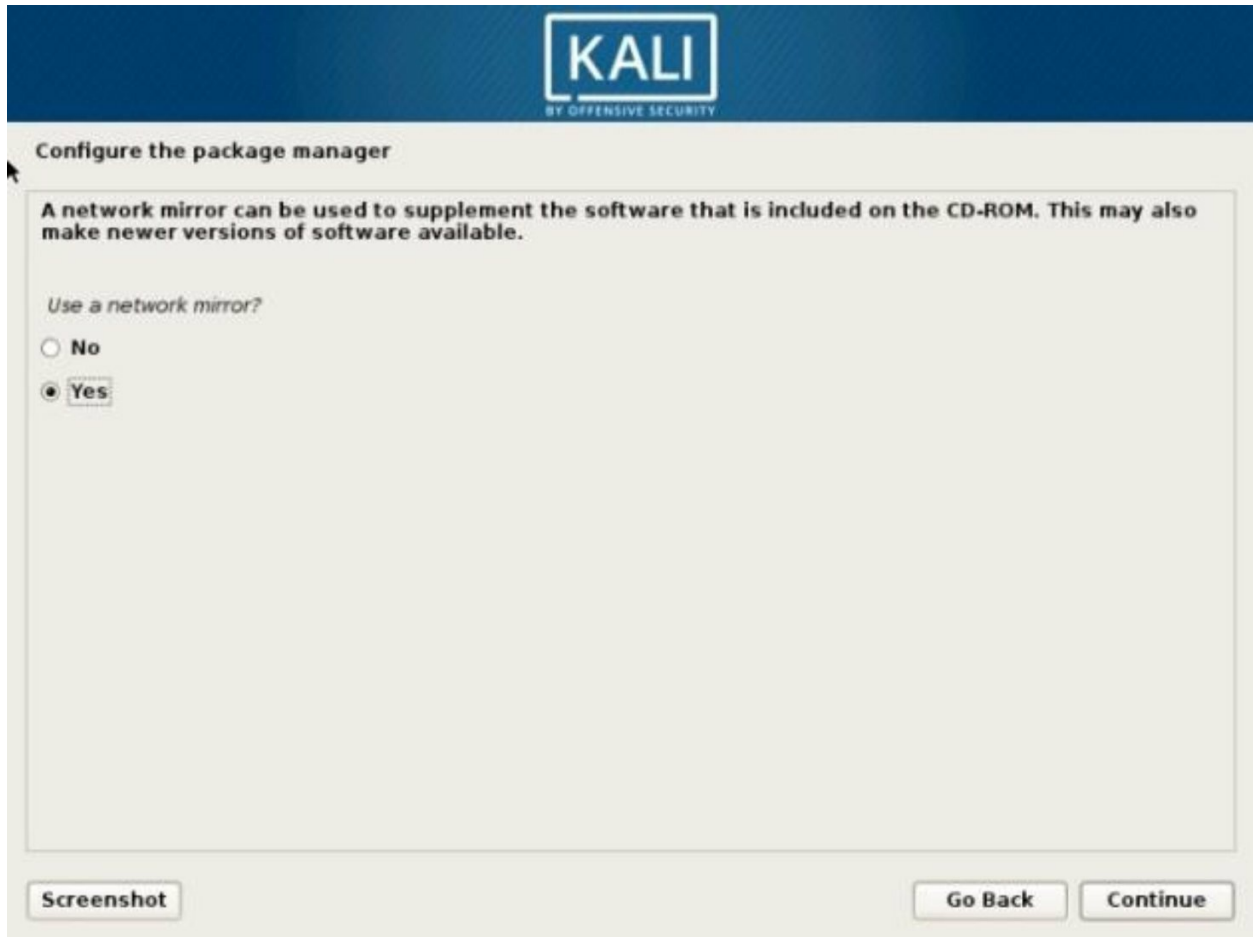 KALI
BY OFFENSIVE SECURITY
Configure the package manager
A network mirror can be used to supplement the software that is included on the CD-ROM. This may also
make newer versions of software available.
Use a network mirror?
No
Yes
Screenshot
Go Back
Continue